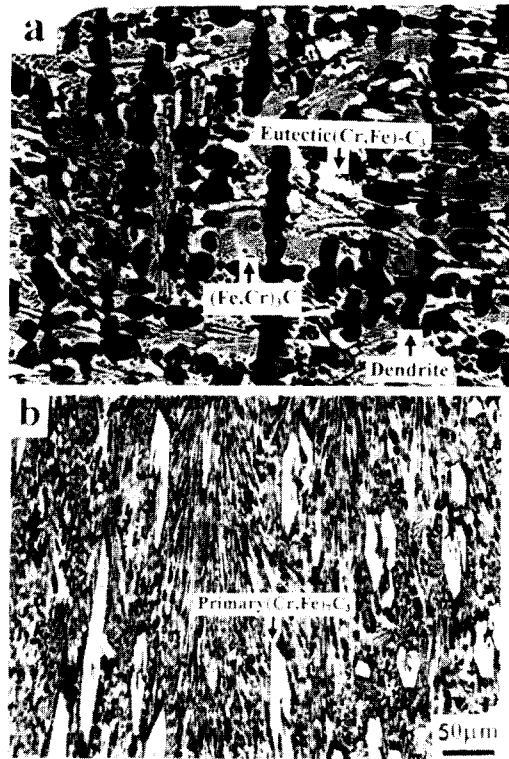 a
Eutectic(Cr,Fe)₇C₃
(Fe,Cr)₃C
Dendrite
b
Primary(Cr,Fe)₇C₃
50μm